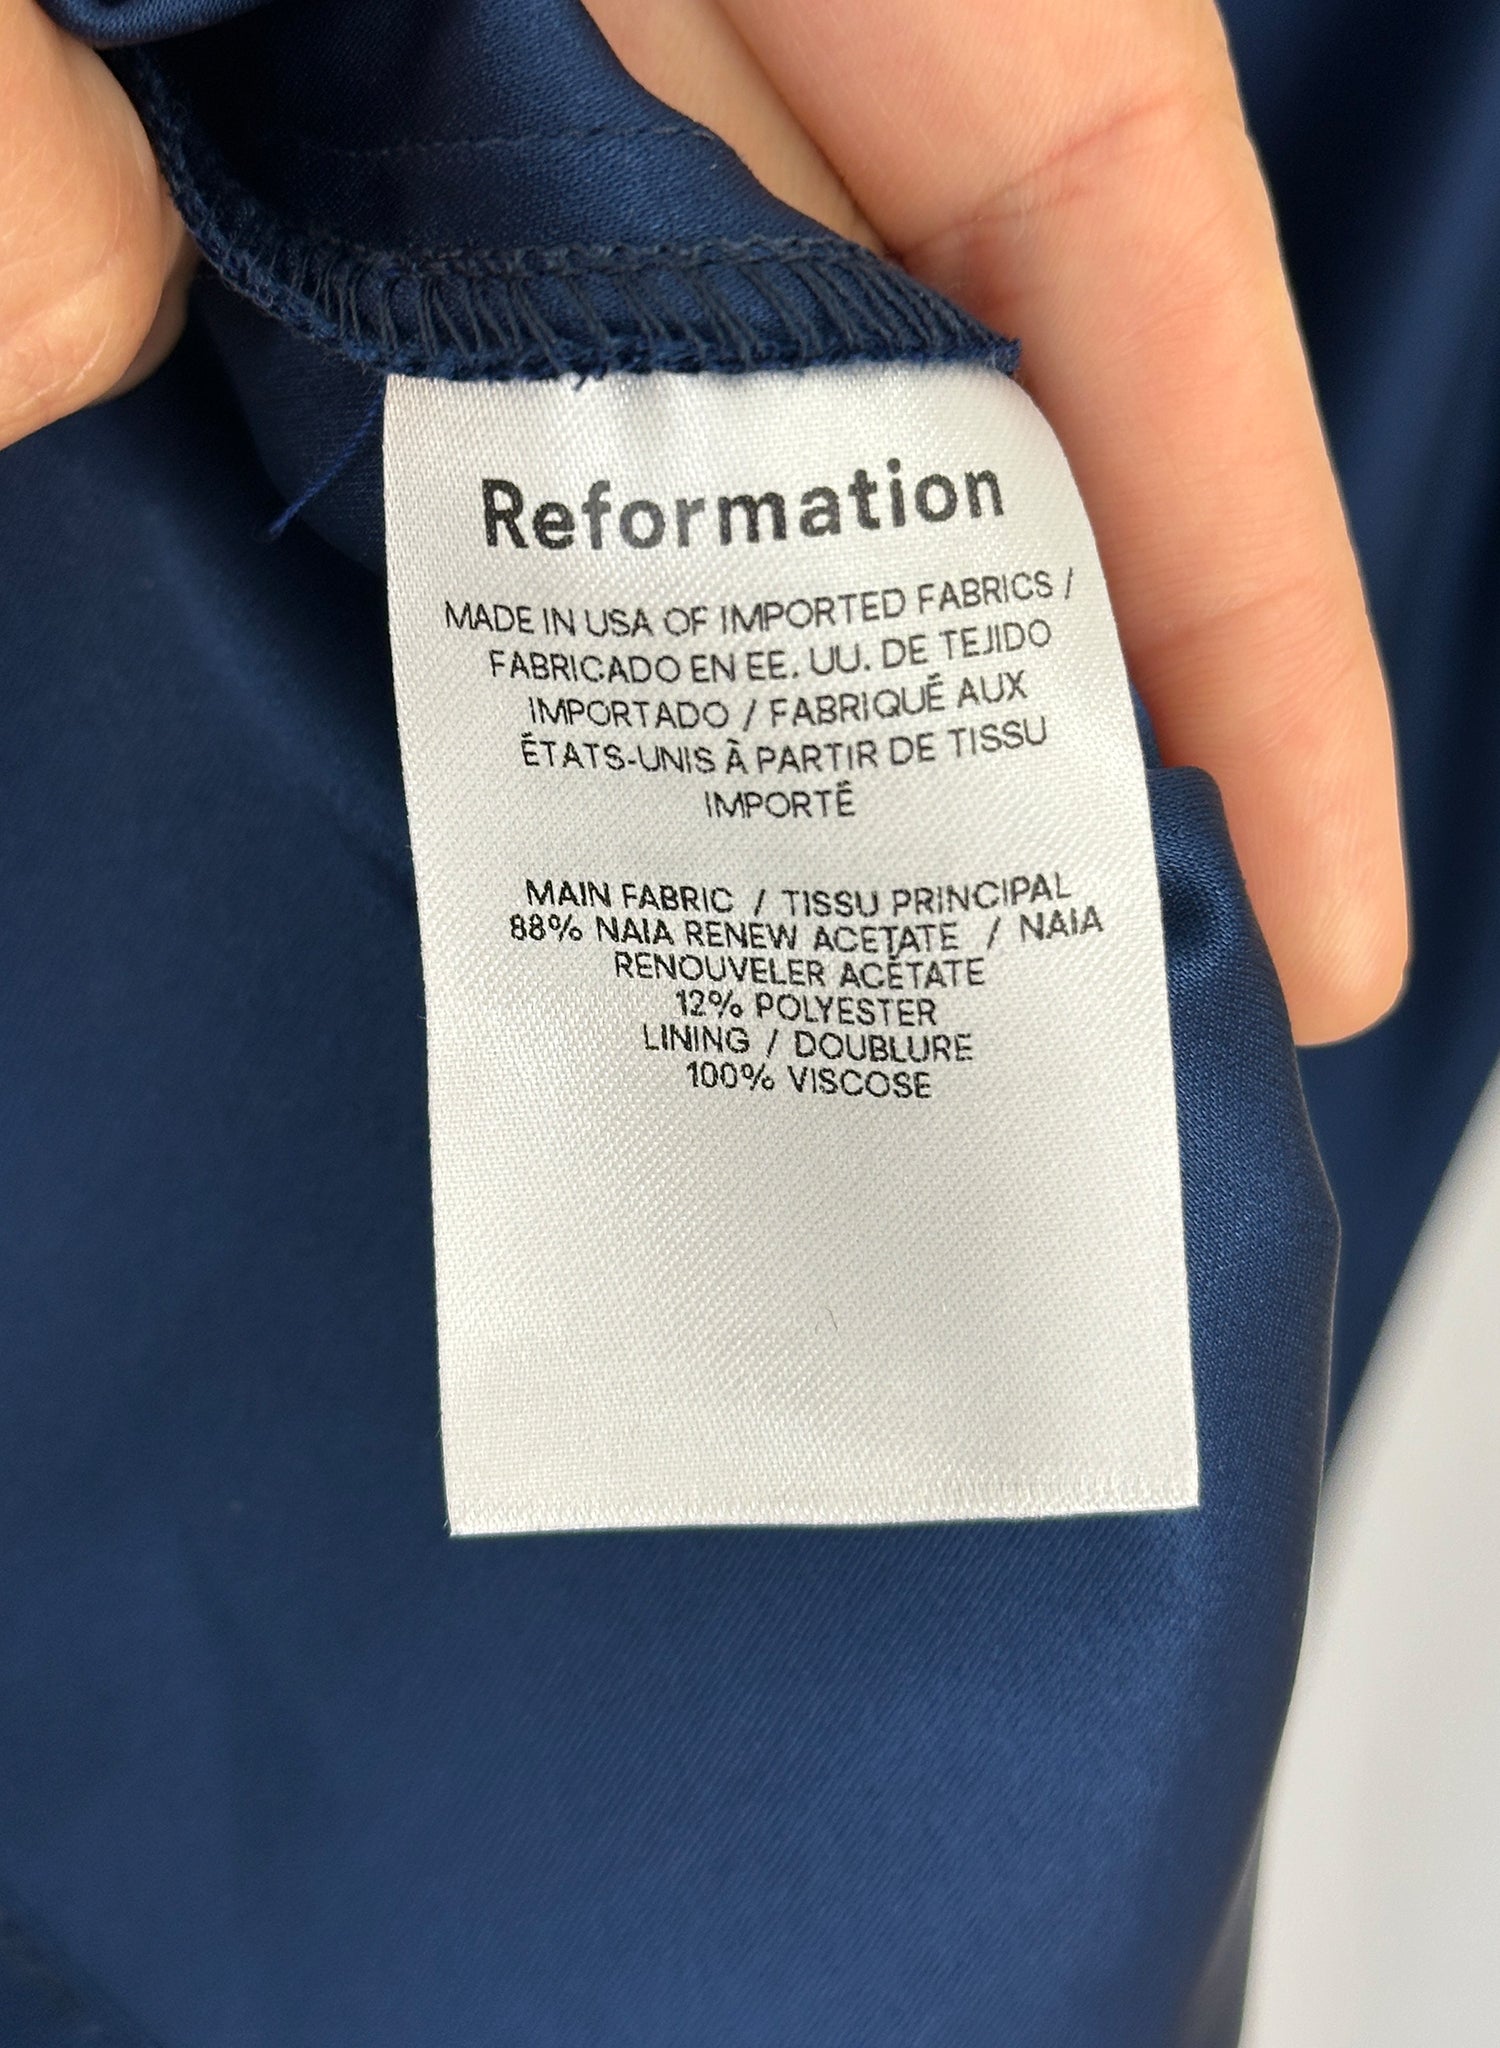 Reformation
MADE IN USA OF IMPORTED FABRICS /
FABRICADO EN EE. UU. DE TEJIDO
IMPORTADO / FABRIQUÉ AUX
ÉTATS-UNIS À PARTIR DE TISSU
IMPORTÉ
MAIN FABRIC / TISSU PRINCIPAL
88% NAIA RENEW ACETATE / NAIA
RENOUVELER ACÉTATE
12% POLYESTER
LINING / DOUBLURE
100% VISCOSE